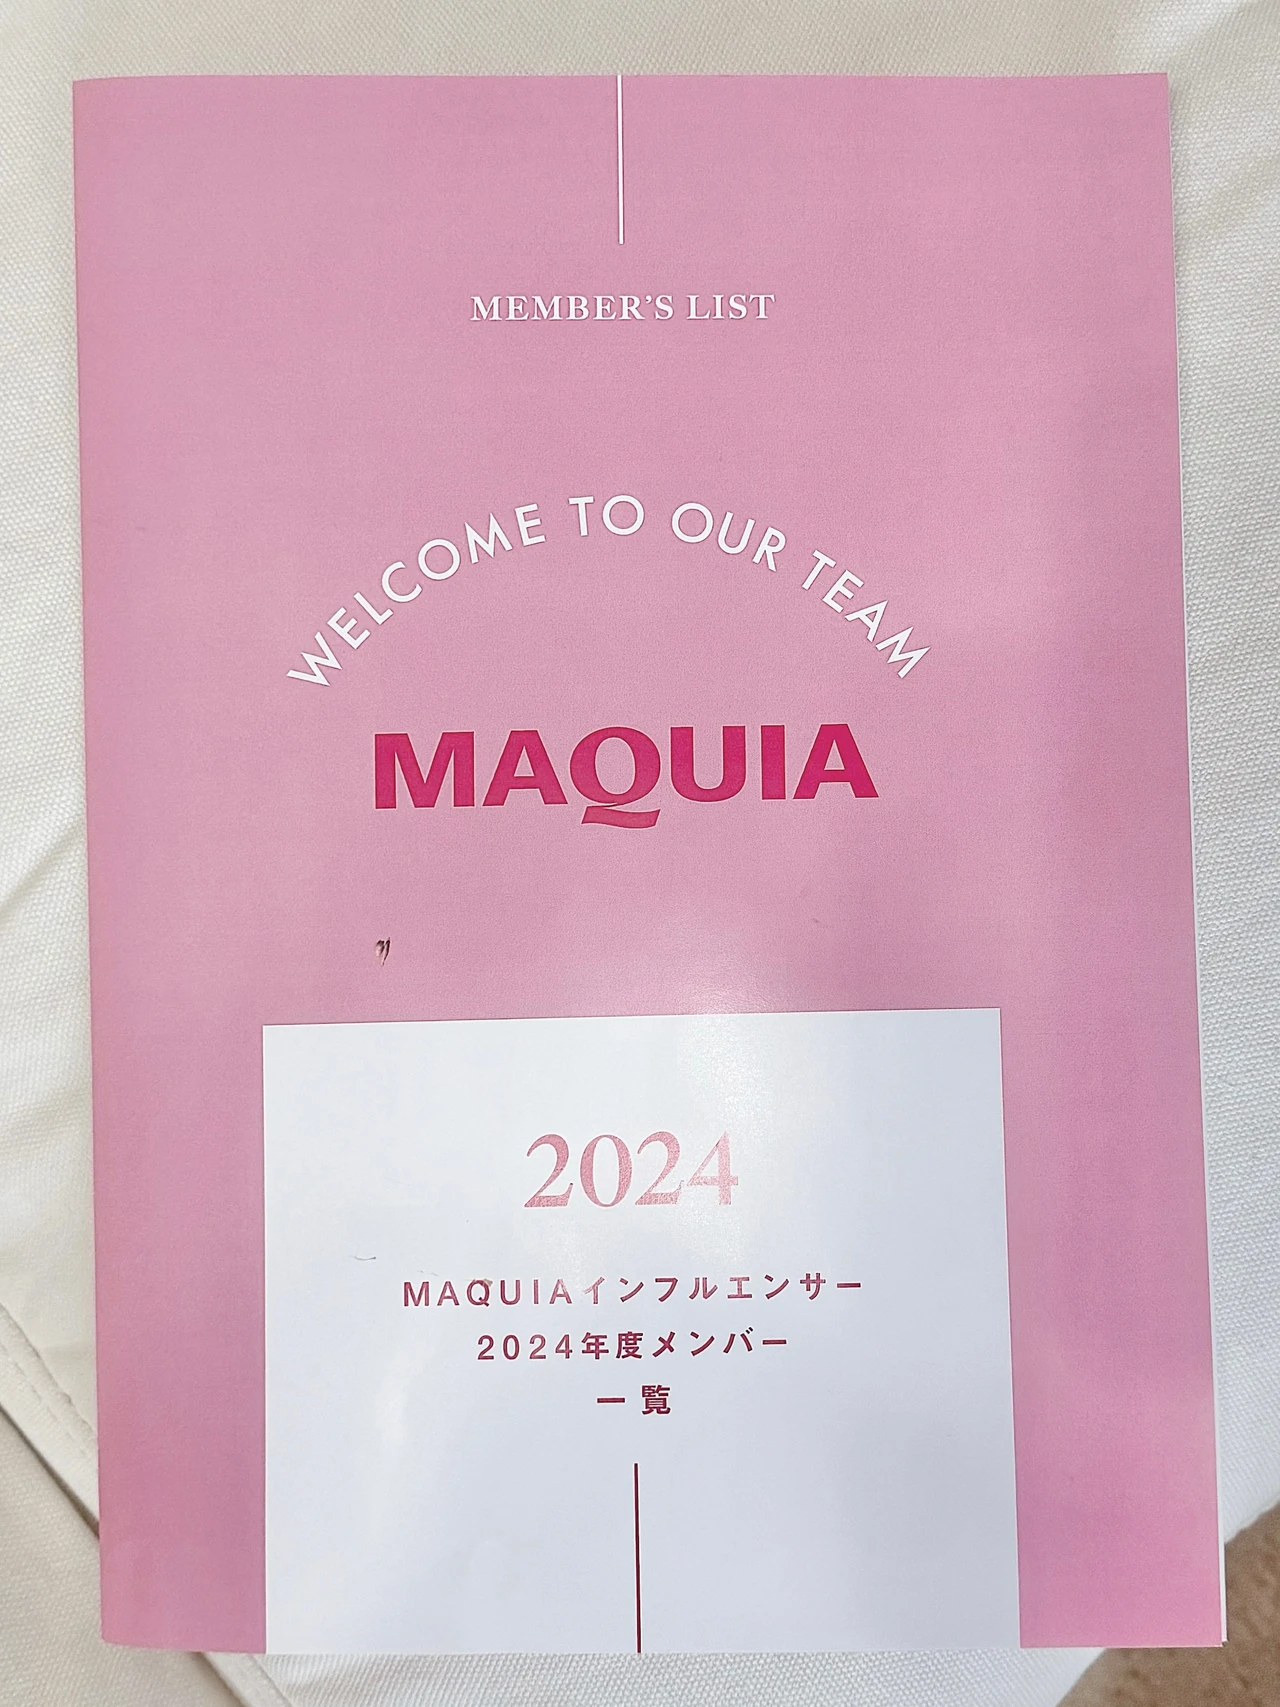 MEMBER’S LIST
WELCOME TO OUR TEAM
MAQUIA
2024
MAQUIAインフルエンサー
2024年度メンバー
一覧